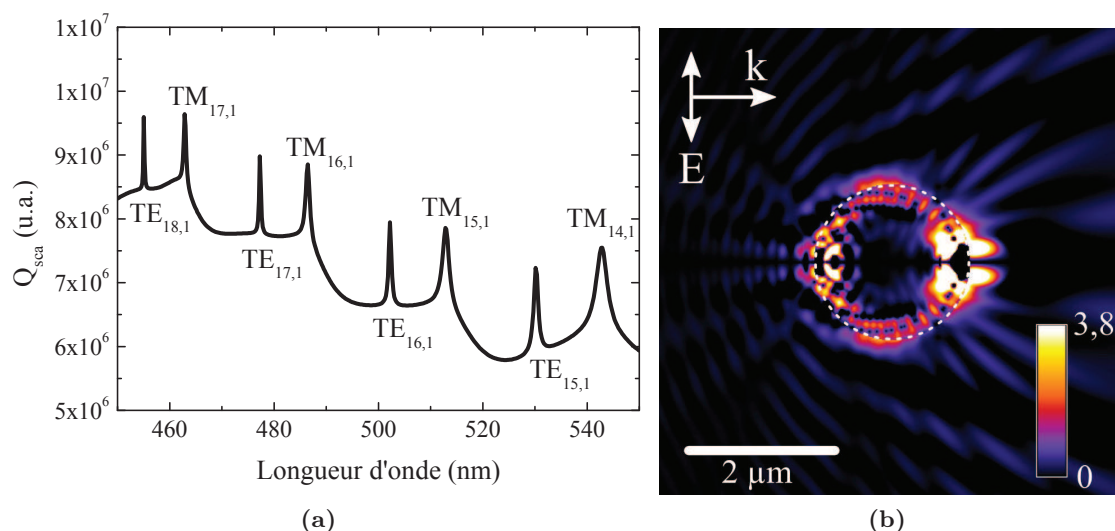 1x10⁷
1x10⁷
9x10⁶
8x10⁶
7x10⁶
6x10⁶
5x10⁶
Q_sca (u.a.)
TM₁₇,₁
TM₁₆,₁
TM₁₅,₁
TM₁₄,₁
TE₁₈,₁
TE₁₇,₁
TE₁₆,₁
TE₁₅,₁
460 480 500 520 540
Longueur d'onde (nm)
(a)
k
E
3,8
0
2 µm
(b)